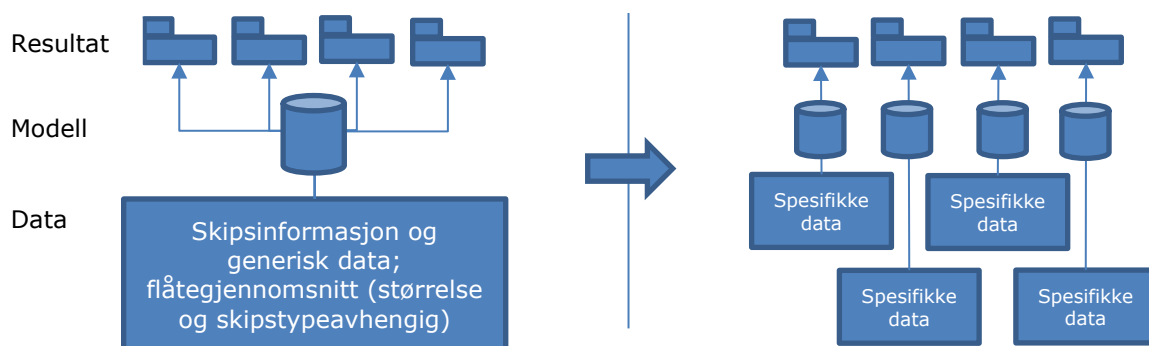 Resultat
Modell
Data
Skipsinformasjon og
generisk data;
flåtegjennomsnitt (størrelse
og skipstypeavhengig)
Spesifikke
data
Spesifikke
data
Spesifikke
data
Spesifikke
data